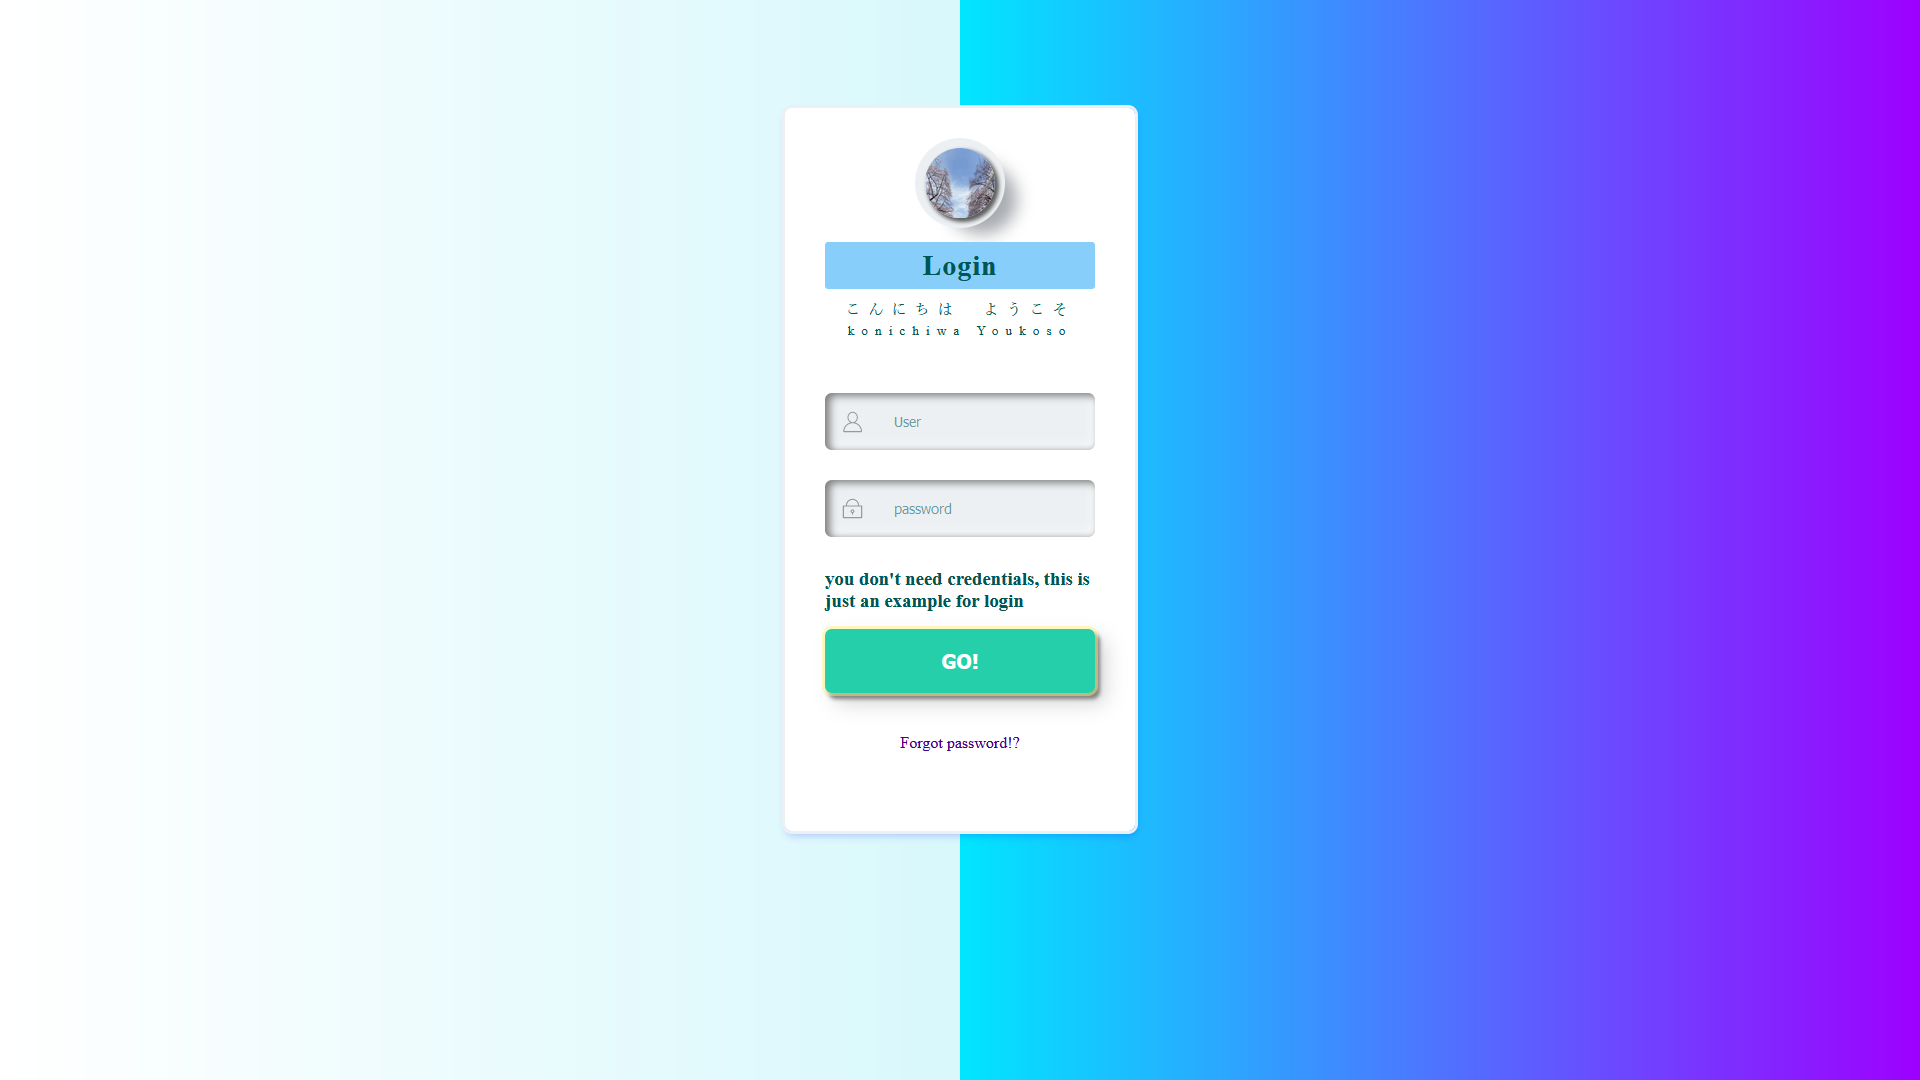 Login
こんにちは　ようこそ
konichiwa Youkoso
User
password
you don't need credentials, this is
just an example for login
GO!
Forgot password!?